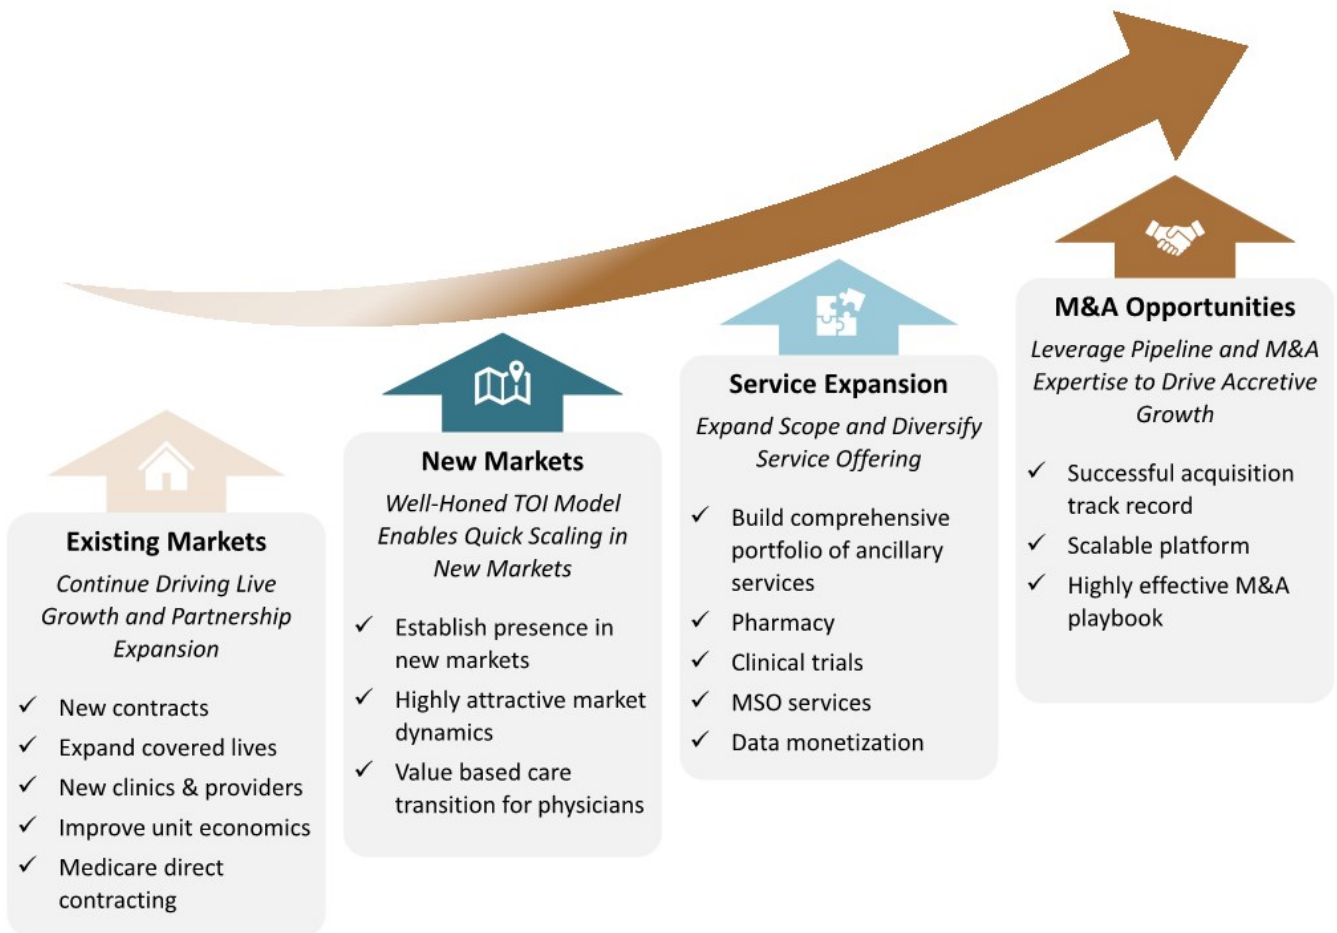 Existing Markets
Continue Driving Live
Growth and Partnership
Expansion
✓ New contracts
✓ Expand covered lives
✓ New clinics & providers
✓ Improve unit economics
✓ Medicare direct
contracting
New Markets
Well-Honed TOI Model
Enables Quick Scaling in
New Markets
✓ Establish presence in
new markets
✓ Highly attractive market
dynamics
✓ Value based care
transition for physicians
Service Expansion
Expand Scope and Diversify
Service Offering
✓ Build comprehensive
portfolio of ancillary
services
✓ Pharmacy
✓ Clinical trials
✓ MSO services
✓ Data monetization
M&A Opportunities
Leverage Pipeline and M&A
Expertise to Drive Accretive
Growth
✓ Successful acquisition
track record
✓ Scalable platform
✓ Highly effective M&A
playbook